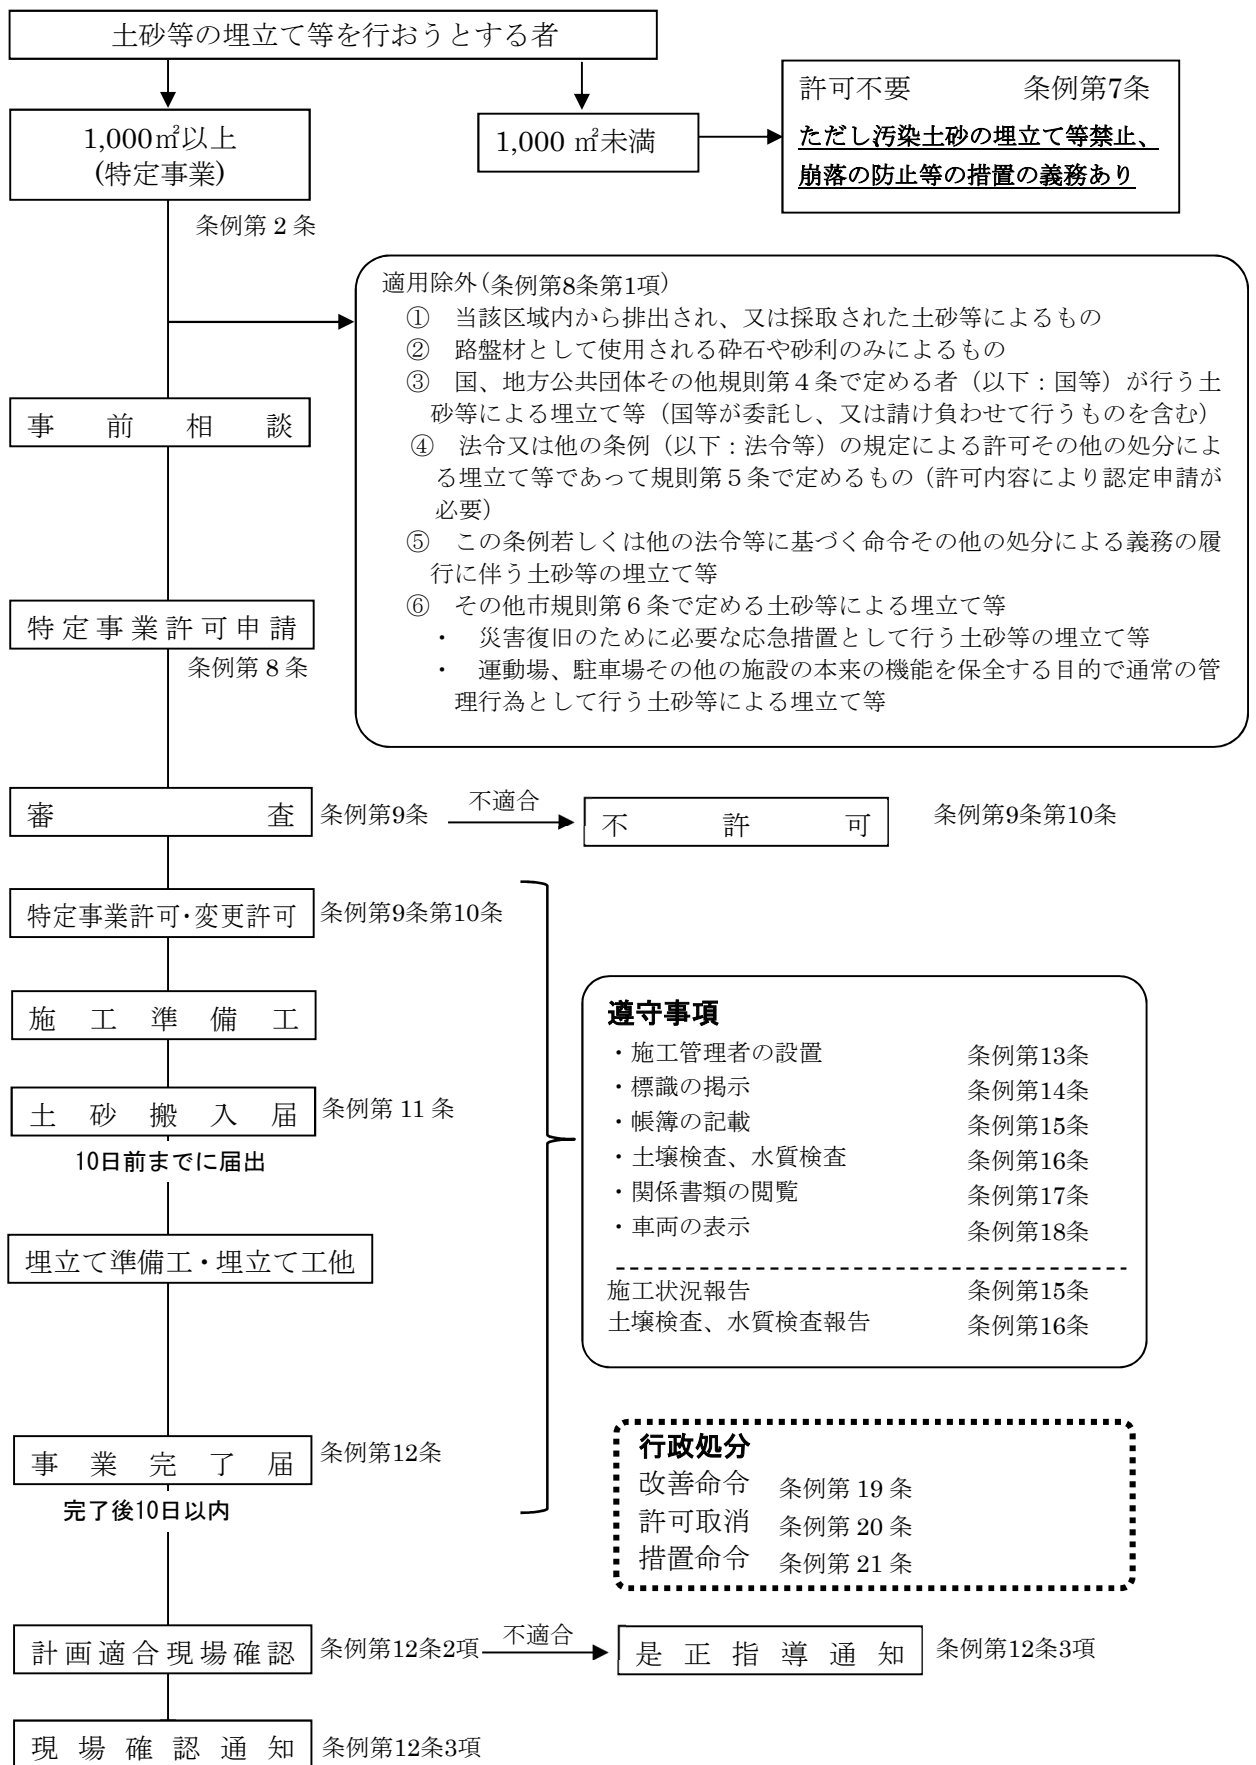 土砂等の埋立て等を行おうとする者
1,000㎡以上
(特定事業)
条例第2条
1,000 ㎡未満
許可不要 条例第7条
ただし汚染土砂の埋立て等禁止、
崩落の防止等の措置の義務あり
適用除外(条例第8条第1項)
① 当該区域内から排出され、又は採取された土砂等によるもの
② 路盤材として使用される砕石や砂利のみによるもの
③ 国、地方公共団体その他規則第4条で定める者(以下:国等)が行う土
砂等による埋立て等(国等が委託し、又は請け負わせて行うものを含む)
④ 法令又は他の条例(以下:法令等)の規定による許可その他の処分によ
る埋立て等であって規則第5条で定めるもの(許可内容により認定申請が
必要)
⑤ この条例若しくは他の法令等に基づく命令その他の処分による義務の履
行に伴う土砂等の埋立て等
⑥ その他市規則第6条で定める土砂等による埋立て等
・ 災害復旧のために必要な応急措置として行う土砂等の埋立て等
・ 運動場、駐車場その他の施設の本来の機能を保全する目的で通常の管
理行為として行う土砂等による埋立て等
事前相談
特定事業許可申請
条例第8条
審査 条例第9条 不適合 不許可 条例第9条第10条
特定事業許可・変更許可 条例第9条第10条
施工準備工
土砂搬入届 条例第11条
10日前までに届出
埋立て準備工・埋立て工他
遵守事項
・施工管理者の設置 条例第13条
・標識の掲示 条例第14条
・帳簿の記載 条例第15条
・土壌検査、水質検査 条例第16条
・関係書類の閲覧 条例第17条
・車両の表示 条例第18条
施工状況報告 条例第15条
土壌検査、水質検査報告 条例第16条
事業完了届 条例第12条
完了後10日以内
行政処分
改善命令 条例第19条
許可取消 条例第20条
措置命令 条例第21条
計画適合現場確認 条例第12条2項 不適合 是正指導通知 条例第12条3項
現場確認通知 条例第12条3項